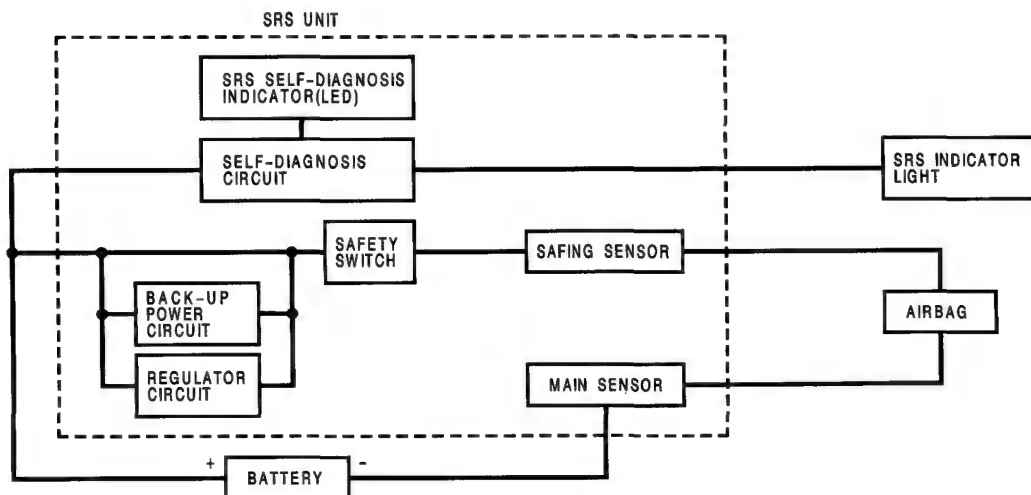 SRS UNIT
SRS SELF-DIAGNOSIS
INDICATOR(LED)
SELF-DIAGNOSIS
CIRCUIT
SRS INDICATOR
LIGHT
SAFETY
SWITCH
SAFING SENSOR
BACK-UP
POWER
CIRCUIT
AIRBAG
REGULATOR
CIRCUIT
MAIN SENSOR
+ BATTERY -